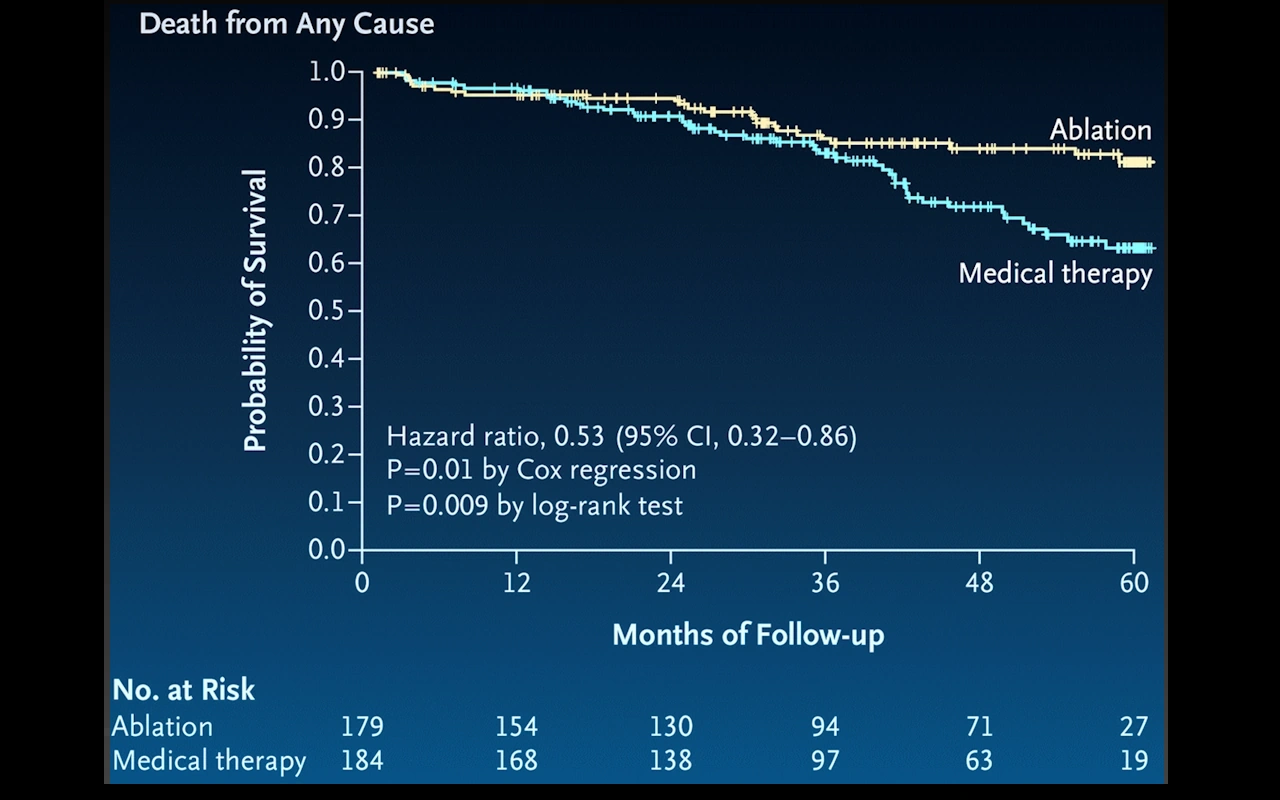 Death from Any Cause
1.0
0.9
0.8
0.7
0.6
0.5
0.4
0.3
0.2
0.1
0.0
Probability of Survival
Ablation
Medical therapy
Hazard ratio, 0.53 (95% CI, 0.32–0.86)
P=0.01 by Cox regression
P=0.009 by log-rank test
0 12 24 36 48 60
Months of Follow-up
No. at Risk
Ablation 179 154 130 94 71 27
Medical therapy 184 168 138 97 63 19